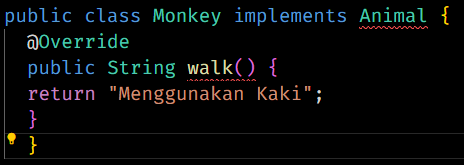 public class Monkey implements Animal {
@Override
public String walk() {
return "Menggunakan Kaki";
}
}